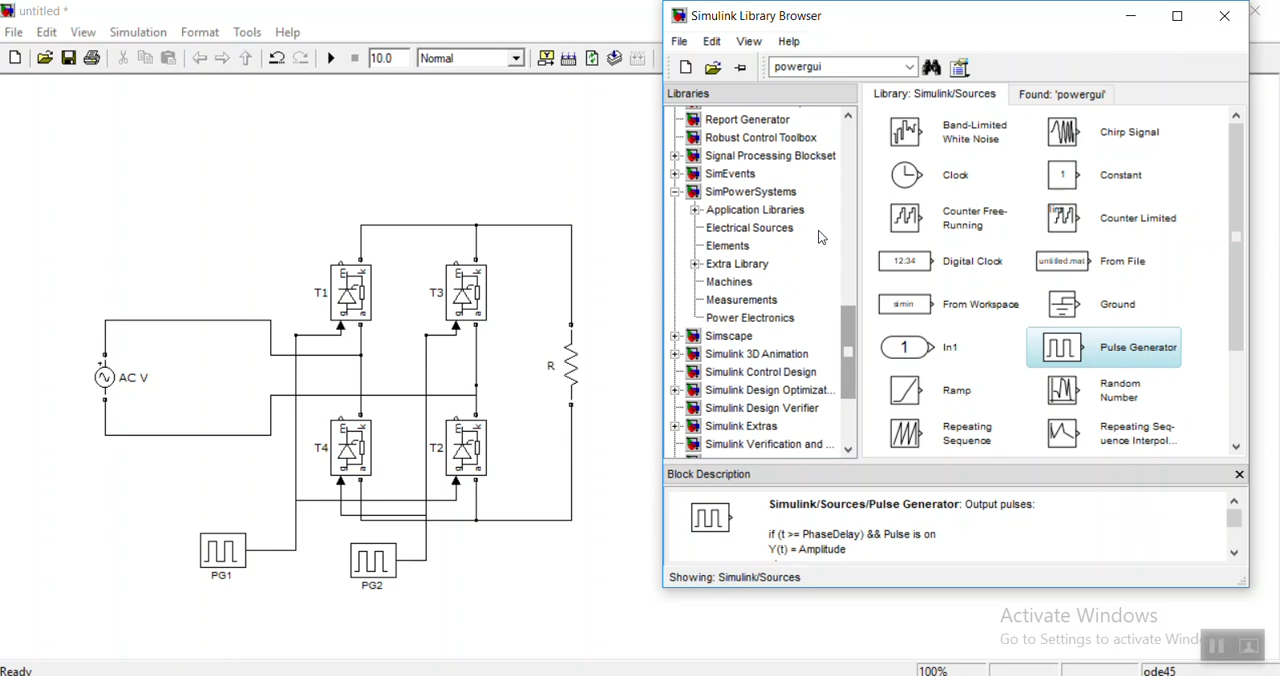 untitled *
File Edit View Simulation Format Tools Help
10.0 Normal
T1
T3
R
AC V
T4
T2
PG1
PG2
Ready
100%
ode45
Simulink Library Browser
File Edit View Help
powergui
Libraries
Report Generator
Robust Control Toolbox
Signal Processing Blockset
SimEvents
SimPowerSystems
Application Libraries
Electrical Sources
Elements
Extra Library
Machines
Measurements
Power Electronics
Simscape
Simulink 3D Animation
Simulink Control Design
Simulink Design Optimizat...
Simulink Design Verifier
Simulink Extras
Simulink Verification and ...
Library: Simulink/Sources Found: 'powergui'
Band-Limited
White Noise
Chirp Signal
Clock
1
Constant
Counter Free-
Running
Counter Limited
12:34
Digital Clock
untitled.mat
From File
simin
From Workspace
Ground
1
In1
Pulse Generator
Ramp
Random
Number
Repeating
Sequence
Repeating Seq-
uence Interpol...
Block Description
Simulink/Sources/Pulse Generator: Output pulses:
if (t >= PhaseDelay) && Pulse is on
Y(t) = Amplitude
Showing: Simulink/Sources
Activate Windows
Go to Settings to activate